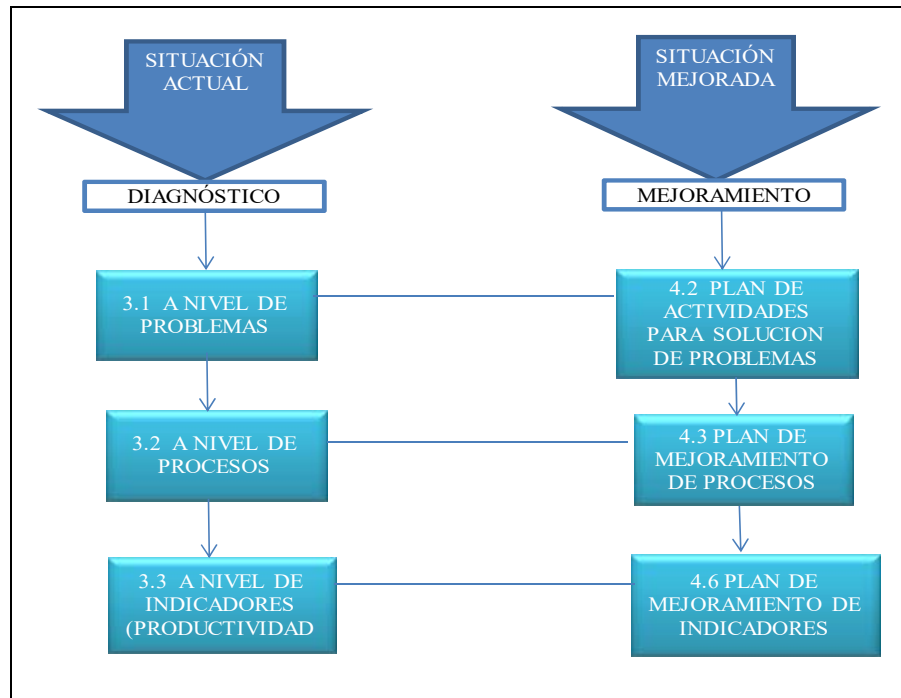 SITUACIÓN
ACTUAL
DIAGNÓSTICO
3.1 A NIVEL DE
PROBLEMAS
3.2 A NIVEL DE
PROCESOS
3.3 A NIVEL DE
INDICADORES
(PRODUCTIVIDAD
SITUACIÓN
MEJORADA
MEJORAMIENTO
4.2 PLAN DE
ACTIVIDADES
PARA SOLUCION
DE PROBLEMAS
4.3 PLAN DE
MEJORAMIENTO
DE PROCESOS
4.6 PLAN DE
MEJORAMIENTO DE
INDICADORES